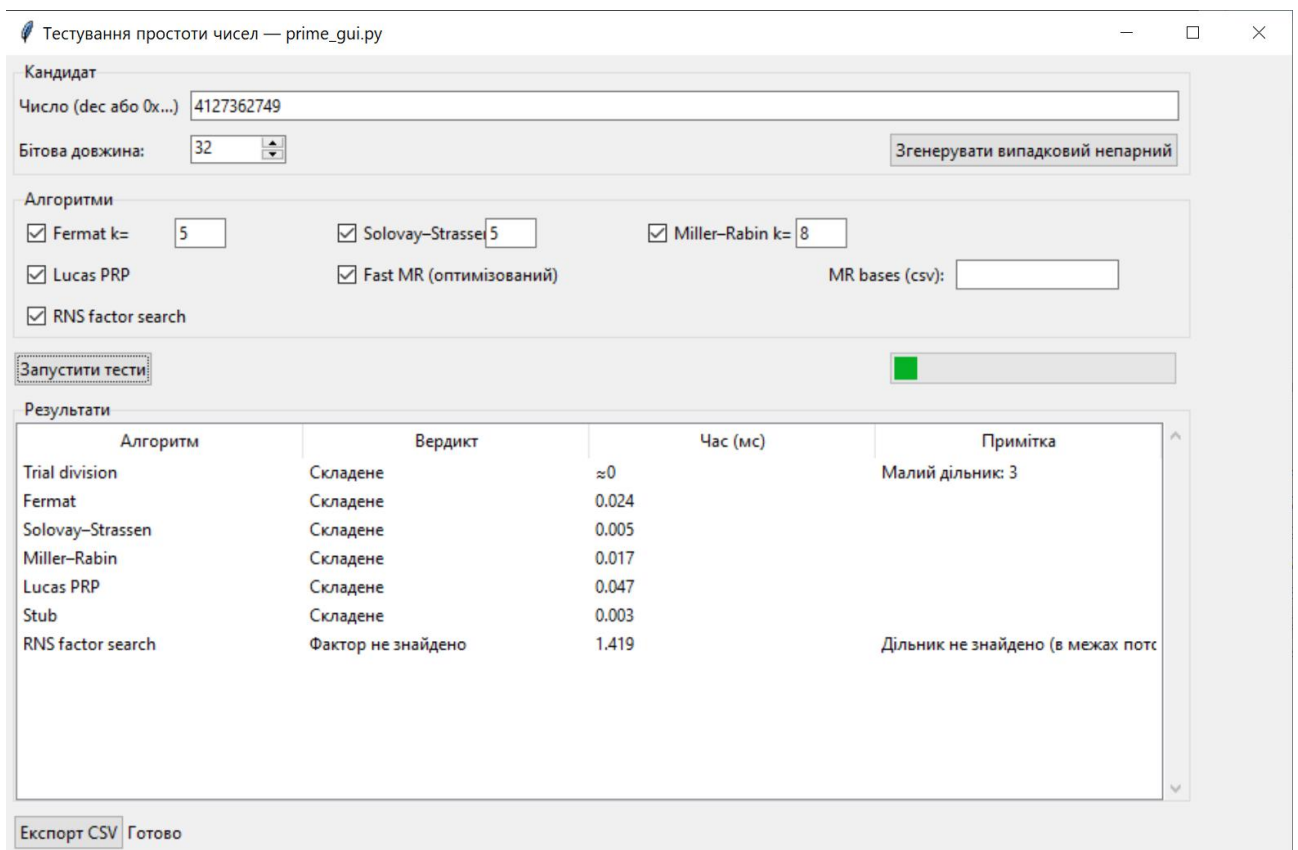 Тестування простоти чисел — prime_gui.py
Кандидат
Число (dec або 0x...) 4127362749
Бітова довжина: 32 Згенерувати випадковий непарний
Алгоритми
Fermat k= 5 Solovay–Strassen 5 Miller–Rabin k= 8
Lucas PRP Fast MR (оптимізований) MR bases (csv):
RNS factor search
Запустити тести
Результати
Алгоритм Вердикт Час (мс) Примітка
Trial division Складене ≈0 Малий дільник: 3
Fermat Складене 0.024
Solovay–Strassen Складене 0.005
Miller–Rabin Складене 0.017
Lucas PRP Складене 0.047
Stub Складене 0.003
RNS factor search Фактор не знайдено 1.419 Дільник не знайдено (в межах пото
Експорт CSV Готово